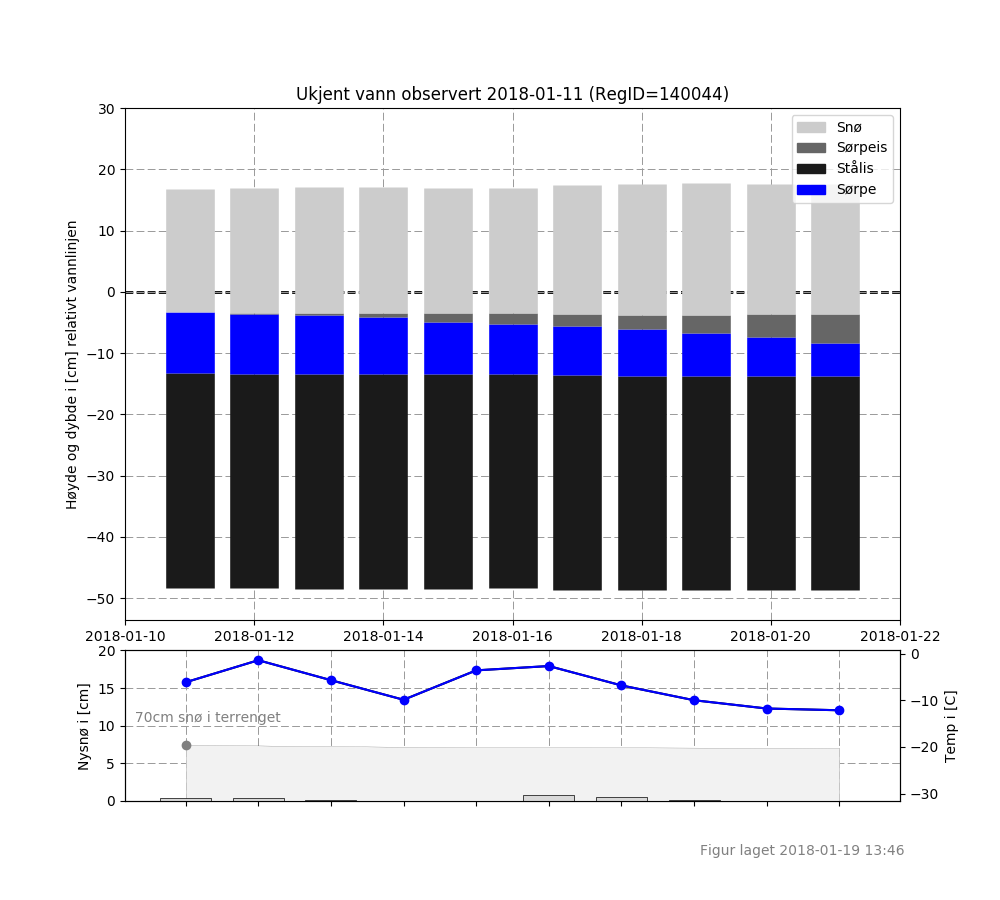 Ukjent vann observert 2018-01-11 (RegID=140044)
Snø
Sørpeis
Stålis
Sørpe
Høyde og dybde i [cm] relativt vannlinjen
30
20
10
0
−10
−20
−30
−40
−50
2018-01-10 2018-01-12 2018-01-14 2018-01-16 2018-01-18 2018-01-20 2018-01-22
Nysnø i [cm]
20
15
10
5
0
70cm snø i terrenget
0
−10
−20
−30
Temp i [C]
Figur laget 2018-01-19 13:46